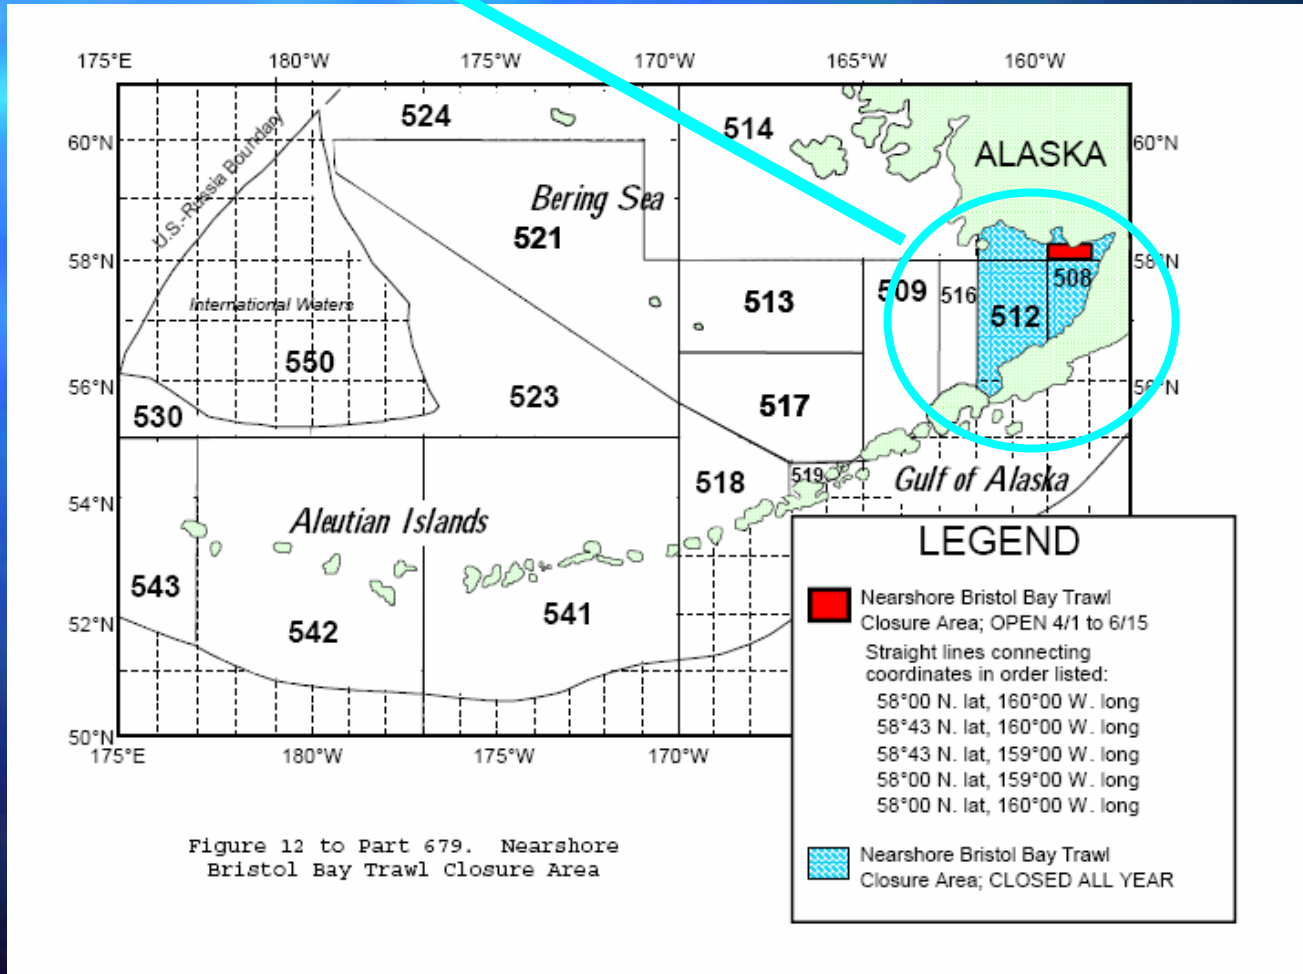 175°E 180°W 175°W 170°W 165°W 160°W
524
514
60°N
60°N
ALASKA
U.S.-Russia Boundary
Bering Sea
521
58°N
58°N
508
International Waters
513
509
516
512
550
56°N
56°N
523
517
530
518
519
Gulf of Alaska
54°N
Aleutian Islands
543
541
542
52°N
50°N
175°E 180°W 175°W 170°W
LEGEND
Nearshore Bristol Bay Trawl
Closure Area; OPEN 4/1 to 6/15
Straight lines connecting
coordinates in order listed:
58°00 N. lat, 160°00 W. long
58°43 N. lat, 160°00 W. long
58°43 N. lat, 159°00 W. long
58°00 N. lat, 159°00 W. long
58°00 N. lat, 160°00 W. long
Nearshore Bristol Bay Trawl
Closure Area; CLOSED ALL YEAR
Figure 12 to Part 679. Nearshore
Bristol Bay Trawl Closure Area